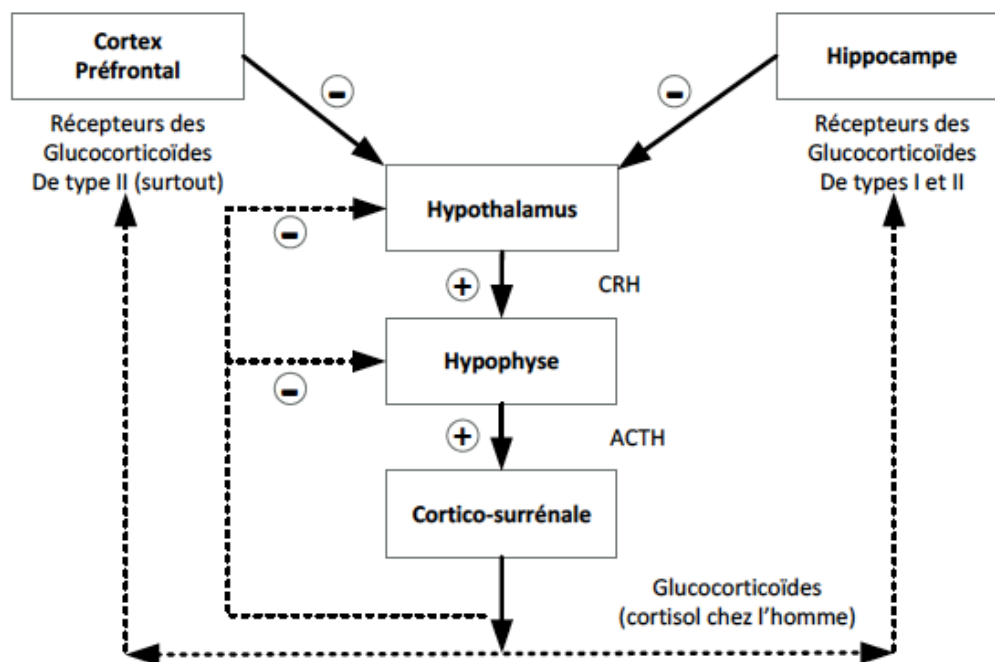 Cortex
Préfrontal
Hippocampe
Récepteurs des
Glucocorticoïdes
De type II (surtout)
Récepteurs des
Glucocorticoïdes
De types I et II
Hypothalamus
CRH
Hypophyse
ACTH
Cortico-surrénale
Glucocorticoïdes
(cortisol chez l'homme)